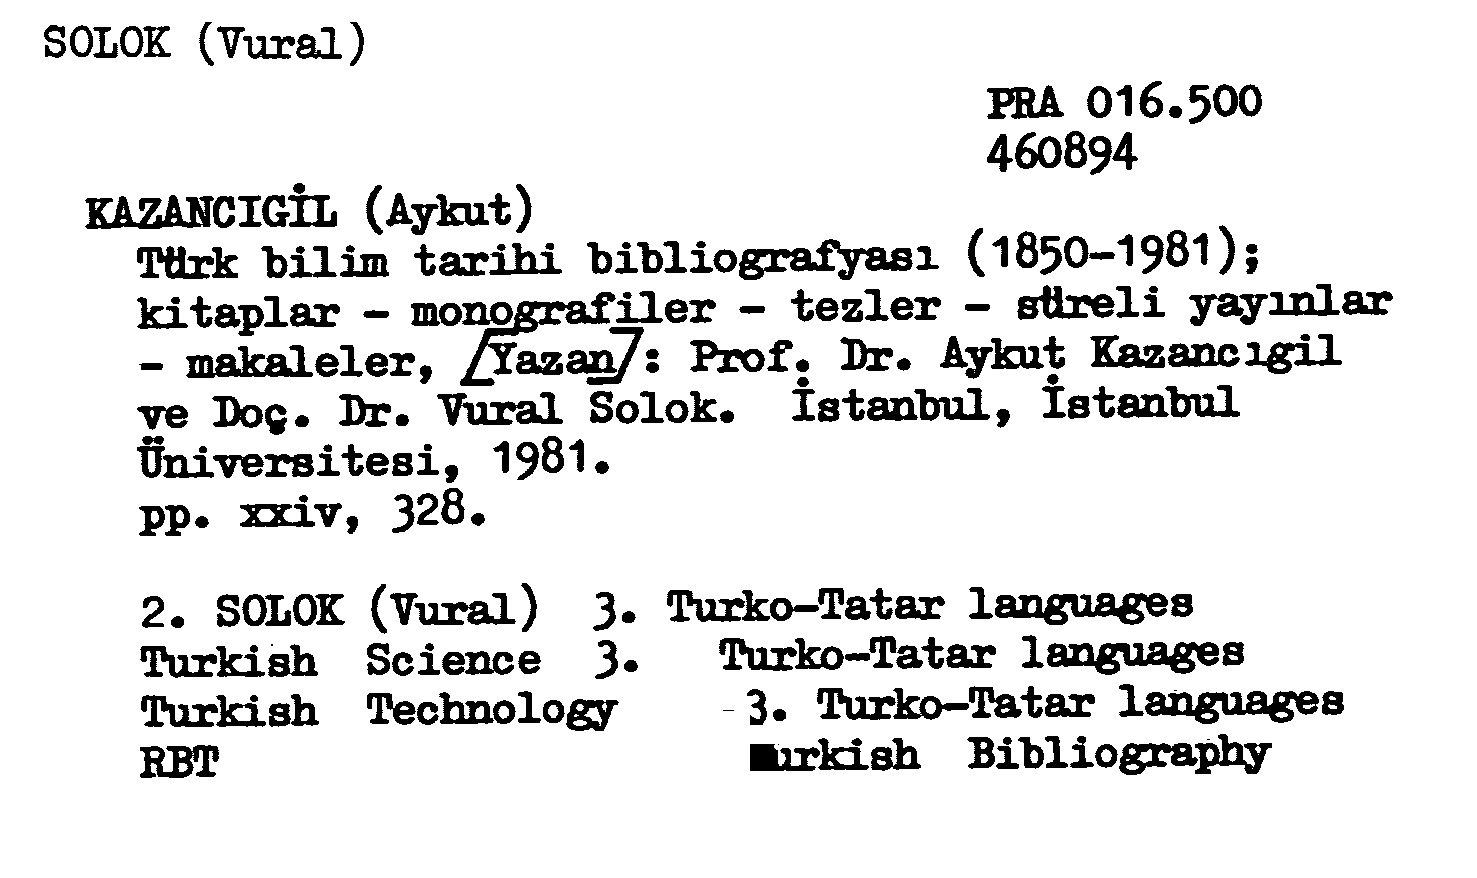 SOLOK (Vural)
PRA 016.500
460894
KAZANCIGİL (Aykut)
Türk bilim tarihi bibliografyası (1850-1981);
kitaplar - monografiler - tezler - süreli yayınlar
- makaleler, [Yazan]: Prof. Dr. Aykut Kazancıgil
ve Doç. Dr. Vural Solok. İstanbul, İstanbul
Üniversitesi, 1981.
pp. xxiv, 328.
2. SOLOK (Vural) 3. Turko-Tatar languages
Turkish Science 3. Turko-Tatar languages
Turkish Technology - 3. Turko-Tatar languages
RBT Turkish Bibliography